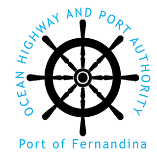 OCEAN HIGHWAY AND PORT AUTHORITY
Port of Fernandina